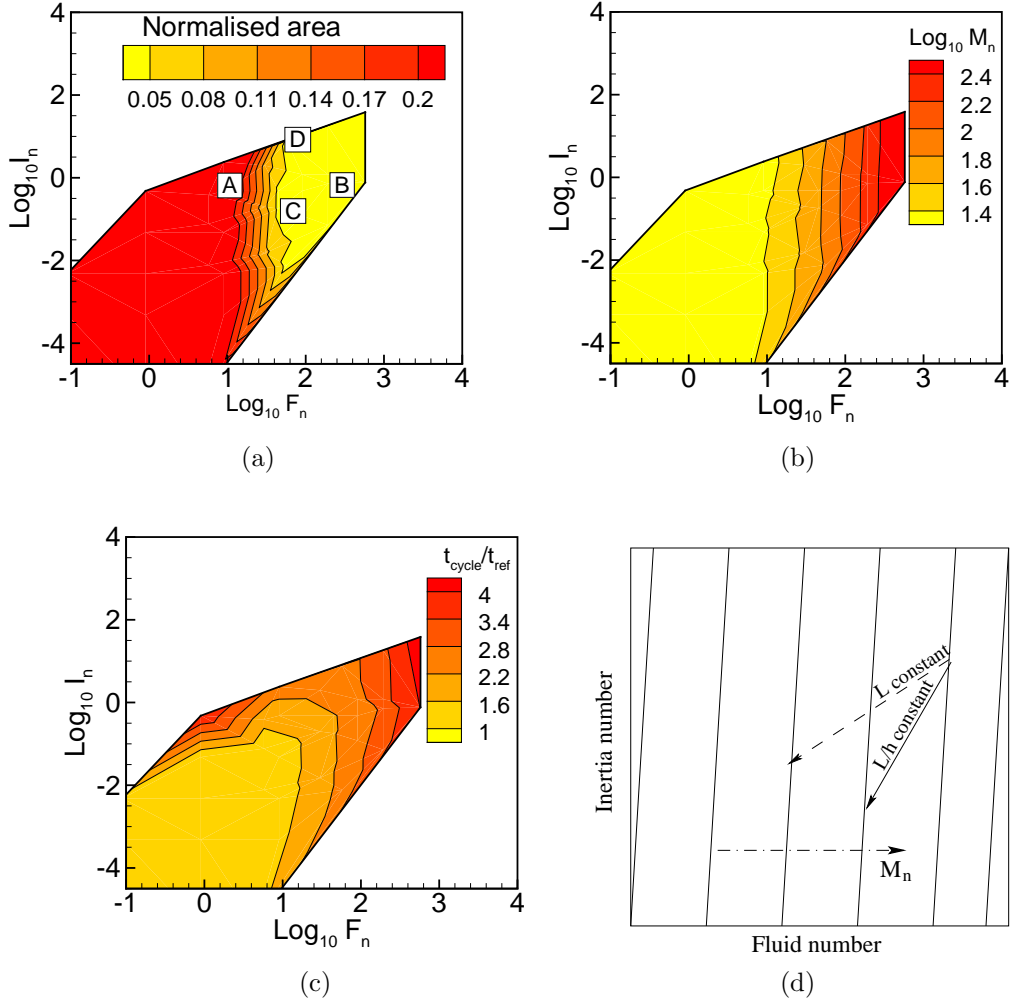 Normalised area
0.05 0.08 0.11 0.14 0.17 0.2
4
2
0
-2
-4
Log10 In
A
D
B
C
-1 0 1 2 3 4
Log10 Fn
(a)
Log10 Mn
2.4
2.2
2
1.8
1.6
1.4
4
2
0
-2
-4
Log10 In
-1 0 1 2 3 4
Log10 Fn
(b)
tcycle/tref
4
3.4
2.8
2.2
1.6
1
4
2
0
-2
-4
Log10 In
-1 0 1 2 3 4
Log10 Fn
(c)
Inertia number
L constant
L/h constant
Mn
Fluid number
(d)